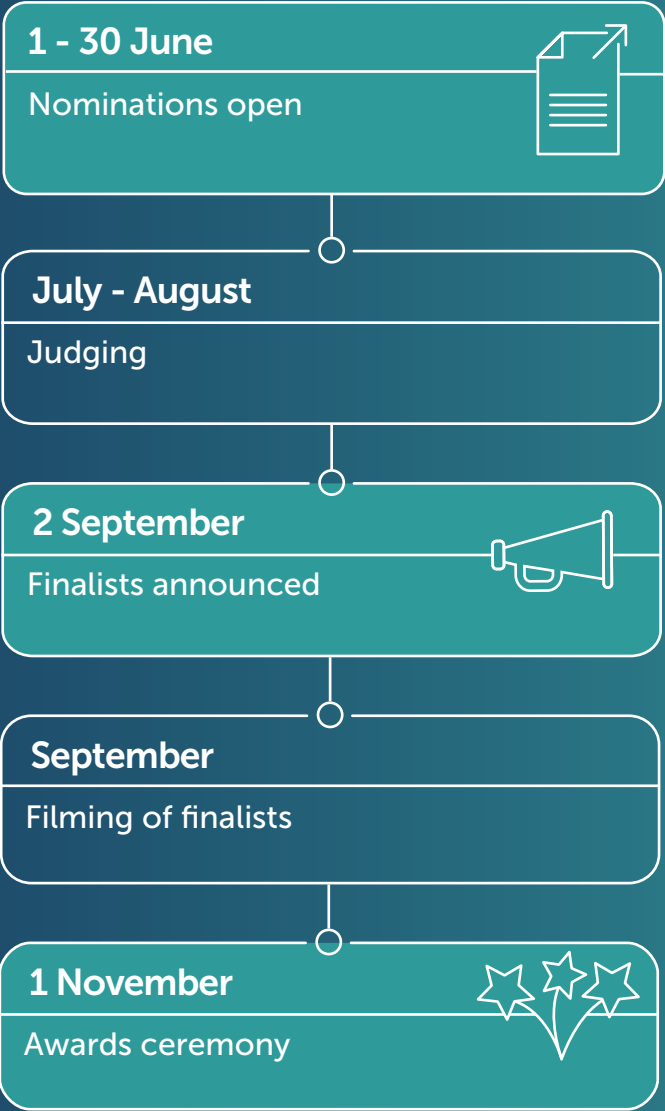 1 - 30 June
Nominations open
July - August
Judging
2 September
Finalists announced
September
Filming of finalists
1 November
Awards ceremony